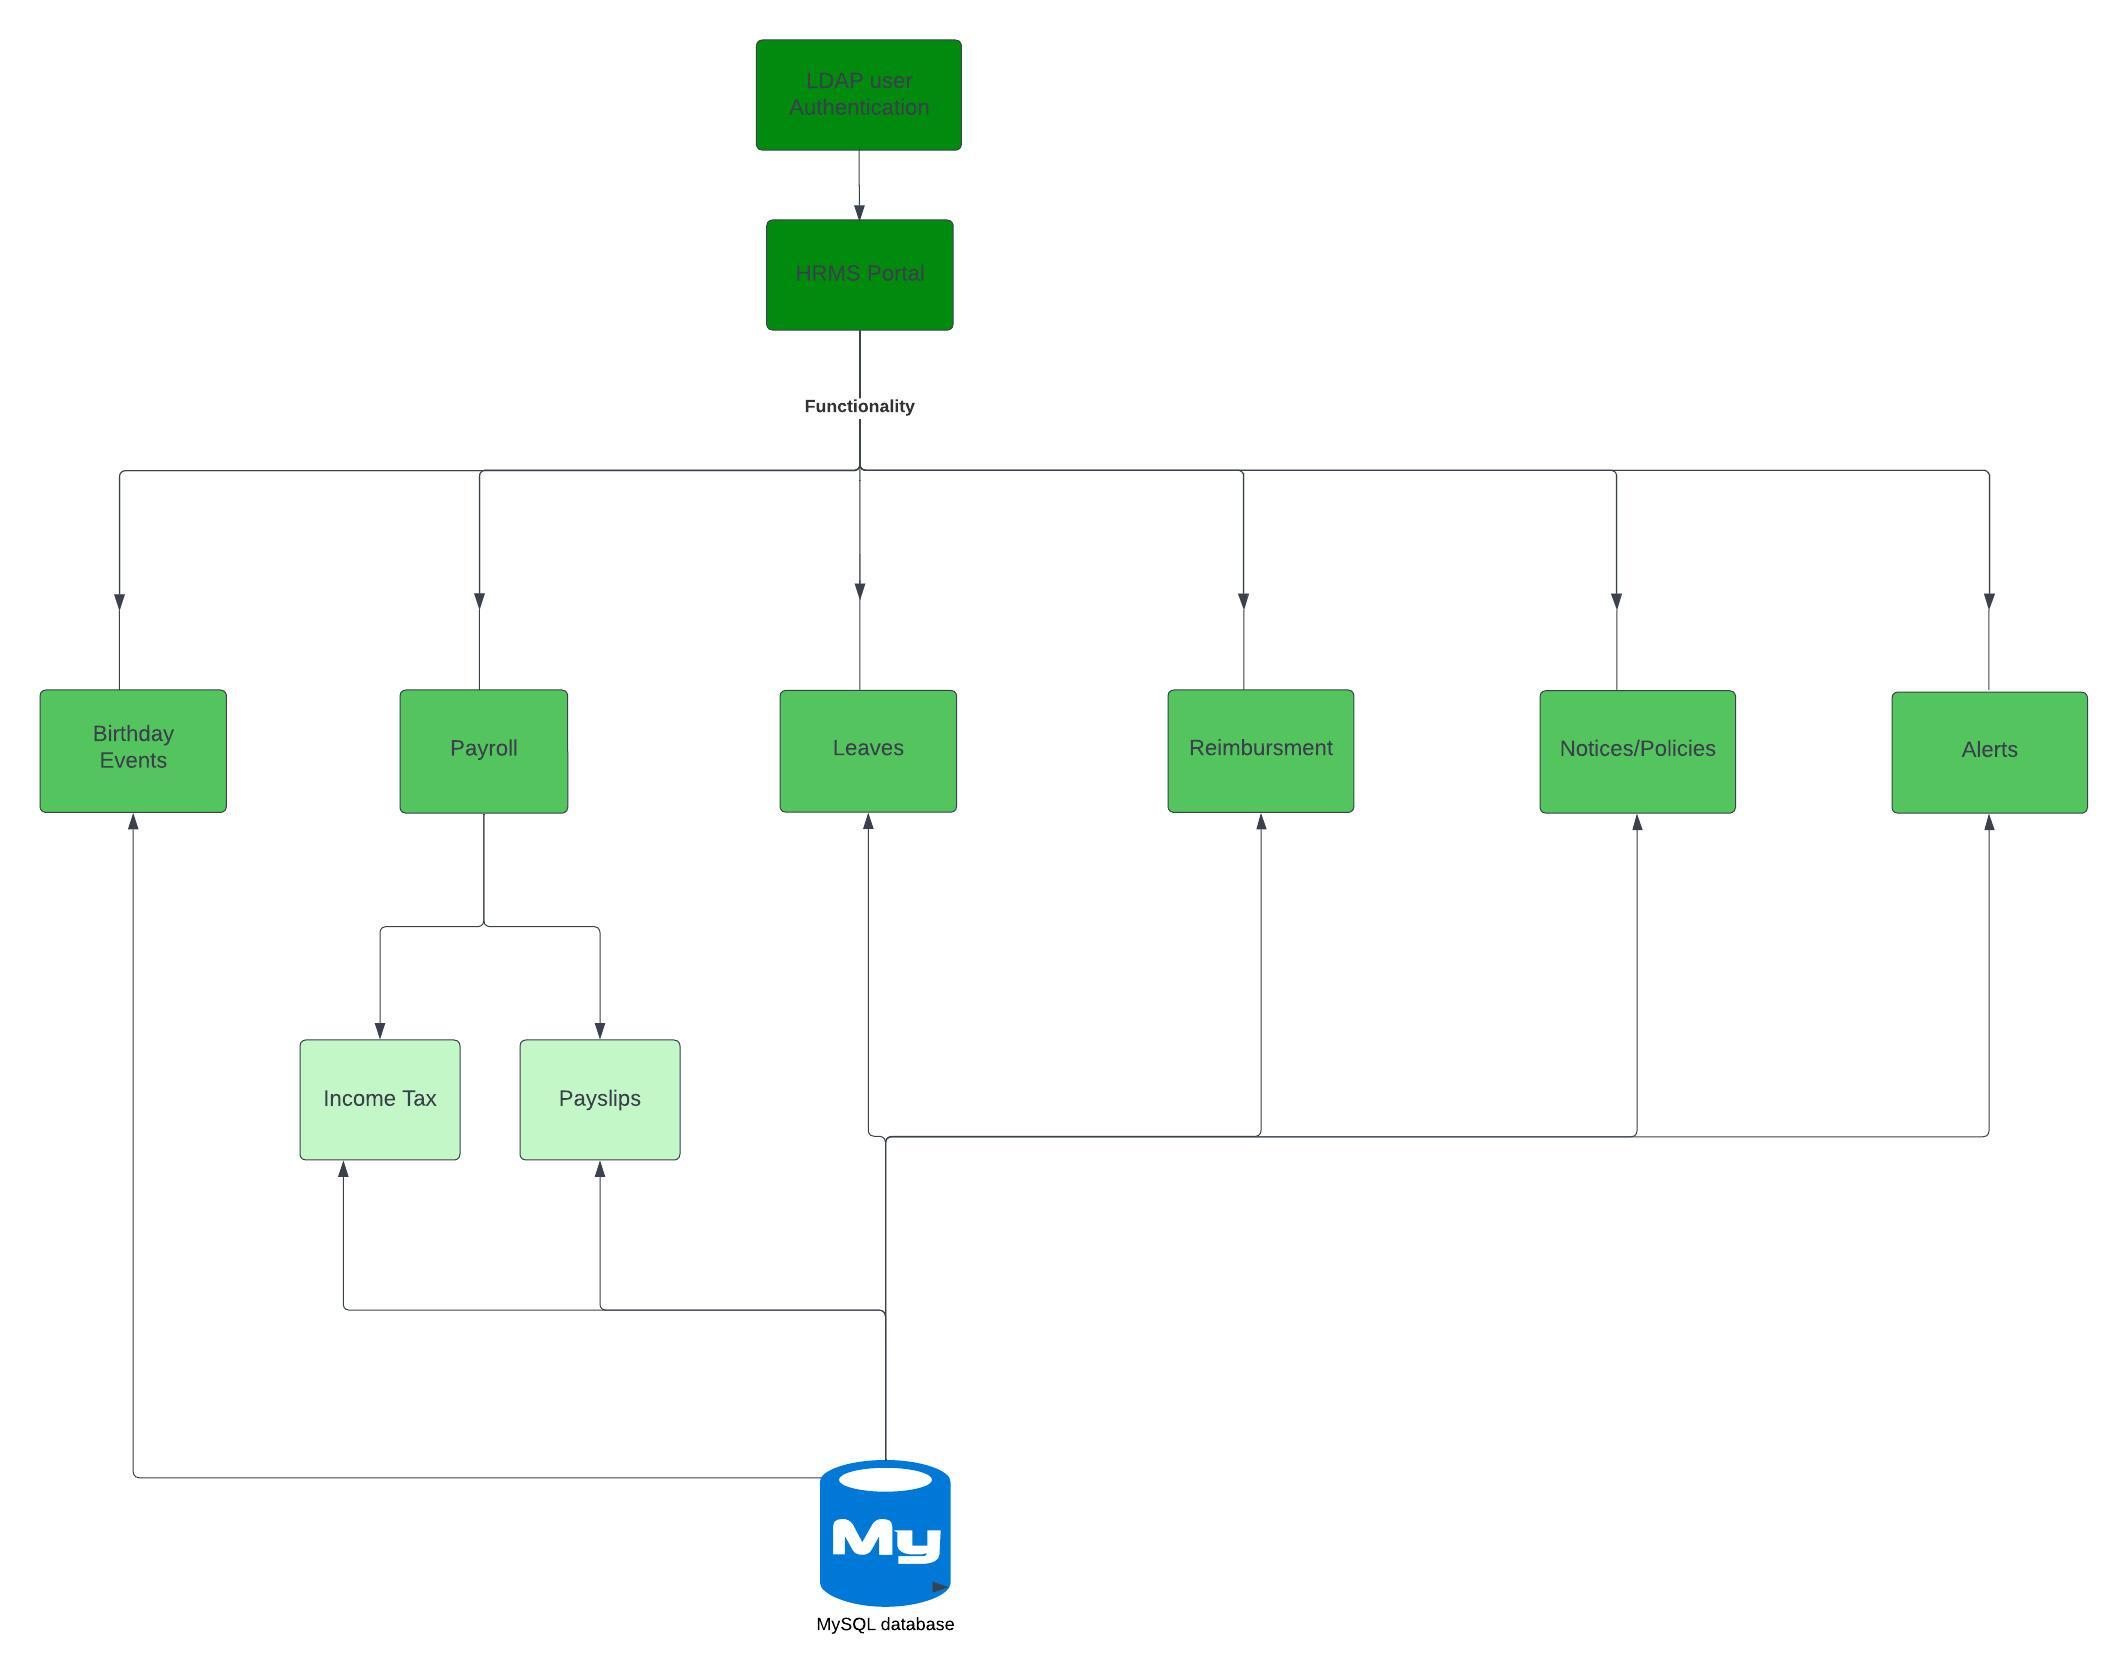 LDAP user
Authentication
HRMS Portal
Functionality
Birthday
Events
Payroll
Leaves
Reimbursment
Notices/Policies
Alerts
Income Tax
Payslips
My
MySQL database